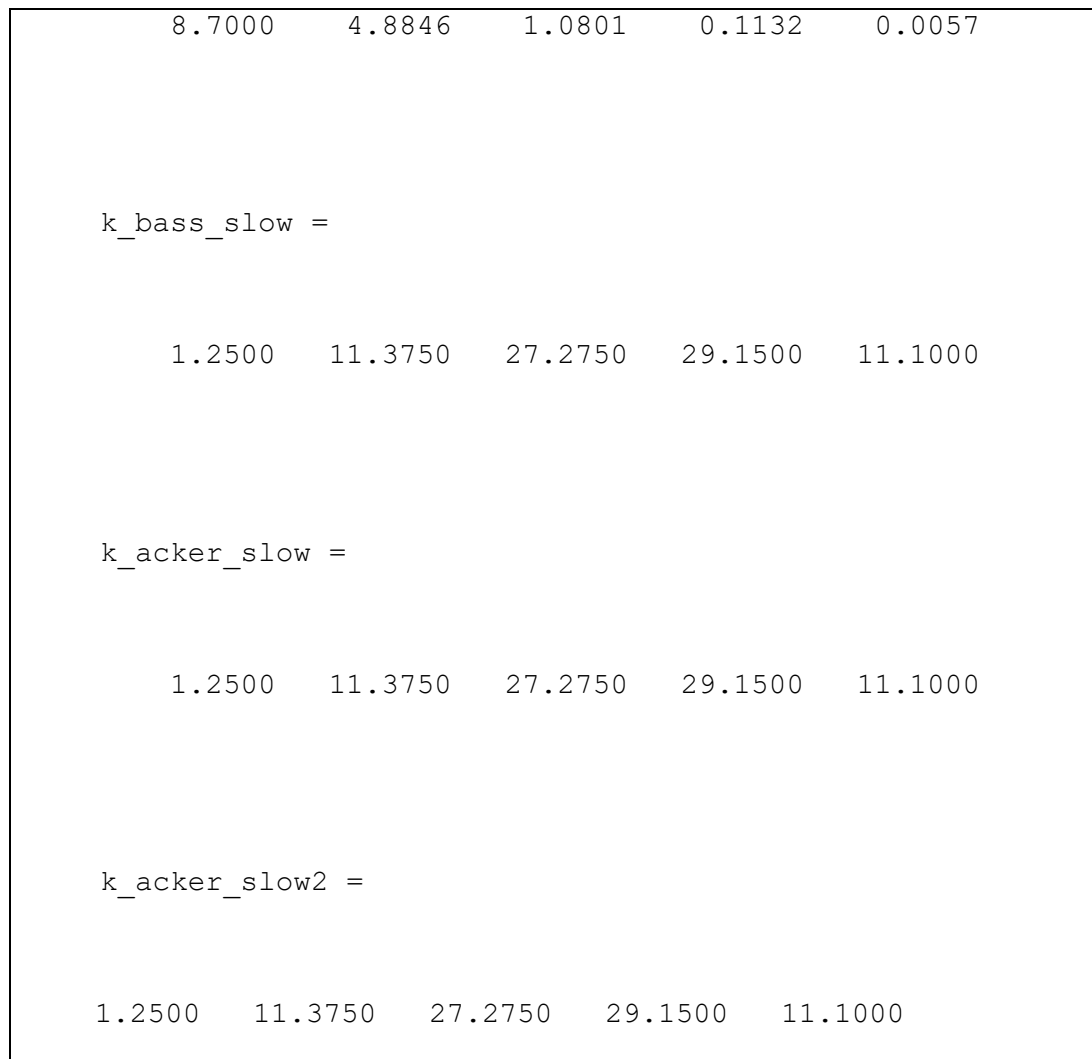 8.7000 4.8846 1.0801 0.1132 0.0057
k_bass_slow =
1.2500 11.3750 27.2750 29.1500 11.1000
k_acker_slow =
1.2500 11.3750 27.2750 29.1500 11.1000
k_acker_slow2 =
1.2500 11.3750 27.2750 29.1500 11.1000